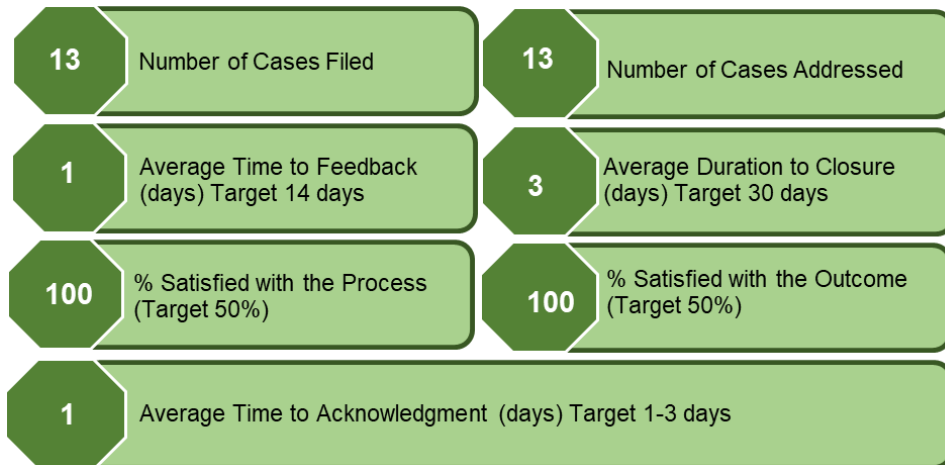 13
Number of Cases Filed
13
Number of Cases Addressed
1
Average Time to Feedback
(days) Target 14 days
3
Average Duration to Closure
(days) Target 30 days
100
% Satisfied with the Process
(Target 50%)
100
% Satisfied with the Outcome
(Target 50%)
1
Average Time to Acknowledgment (days) Target 1-3 days